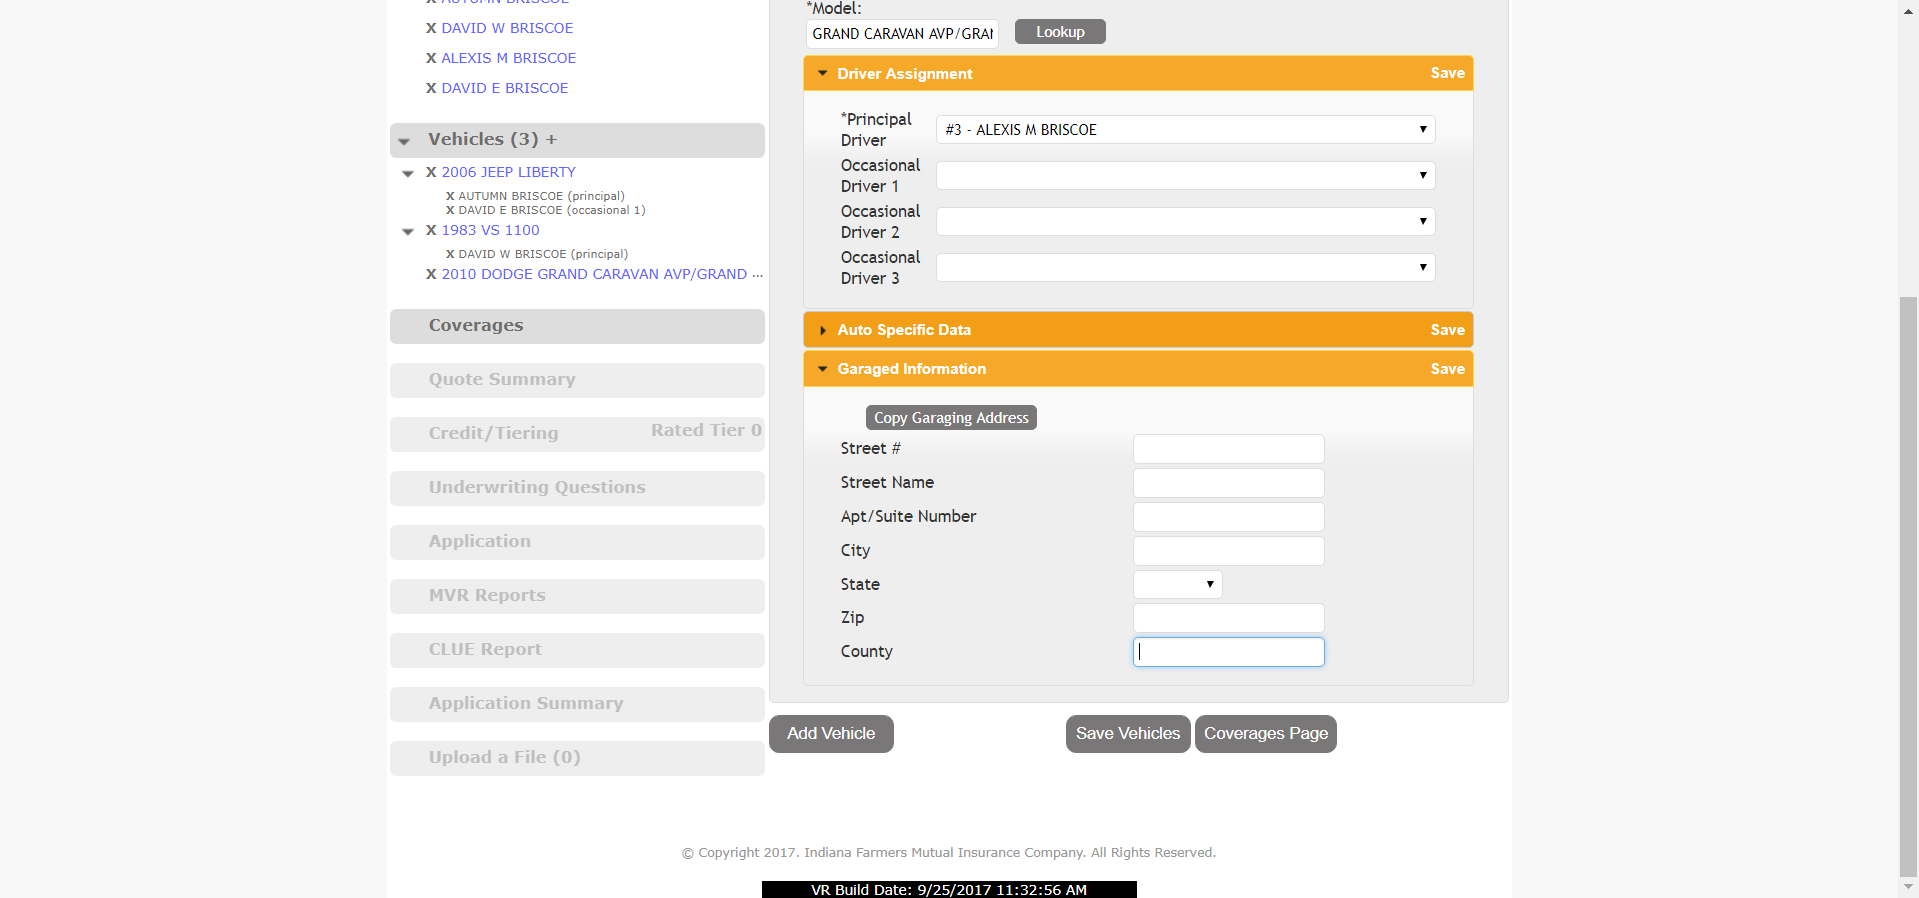 AUTUMN BRISCOE
X DAVID W BRISCOE
X ALEXIS M BRISCOE
X DAVID E BRISCOE
Vehicles (3) +
X 2006 JEEP LIBERTY
X AUTUMN BRISCOE (principal)
X DAVID E BRISCOE (occasional 1)
X 1983 VS 1100
X DAVID W BRISCOE (principal)
X 2010 DODGE GRAND CARAVAN AVP/GRAND ...
Coverages
Quote Summary
Credit/Tiering Rated Tier 0
Underwriting Questions
Application
MVR Reports
CLUE Report
Application Summary
Upload a File (0)
*Model:
GRAND CARAVAN AVP/GRAN Lookup
Driver Assignment Save
*Principal
Driver
#3 - ALEXIS M BRISCOE
Occasional
Driver 1
Occasional
Driver 2
Occasional
Driver 3
Auto Specific Data Save
Garaged Information Save
Copy Garaging Address
Street #
Street Name
Apt/Suite Number
City
State
Zip
County
Add Vehicle Save Vehicles Coverages Page
© Copyright 2017. Indiana Farmers Mutual Insurance Company. All Rights Reserved.
VR Build Date: 9/25/2017 11:32:56 AM